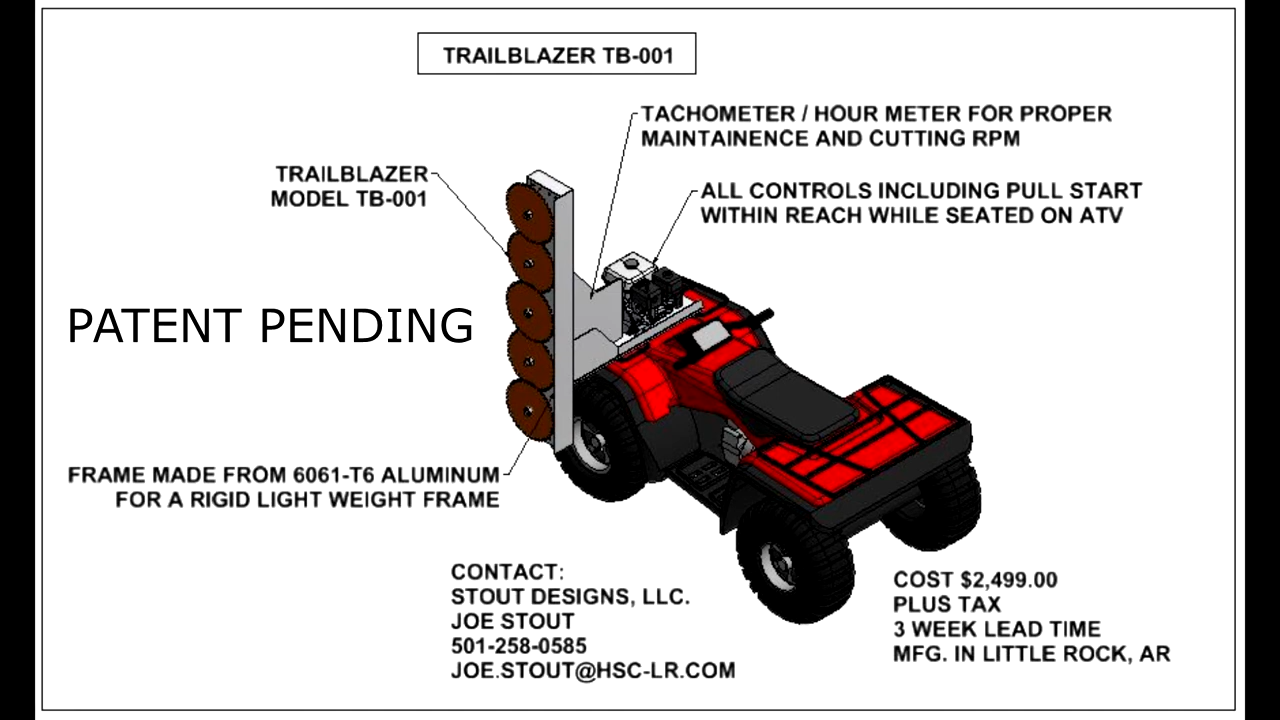 TRAILBLAZER TB-001
TACHOMETER / HOUR METER FOR PROPER
MAINTAINENCE AND CUTTING RPM
TRAILBLAZER
MODEL TB-001
ALL CONTROLS INCLUDING PULL START
WITHIN REACH WHILE SEATED ON ATV
PATENT PENDING
FRAME MADE FROM 6061-T6 ALUMINUM
FOR A RIGID LIGHT WEIGHT FRAME
CONTACT:
STOUT DESIGNS, LLC.
JOE STOUT
501-258-0585
JOE.STOUT@HSC-LR.COM
COST $2,499.00
PLUS TAX
3 WEEK LEAD TIME
MFG. IN LITTLE ROCK, AR